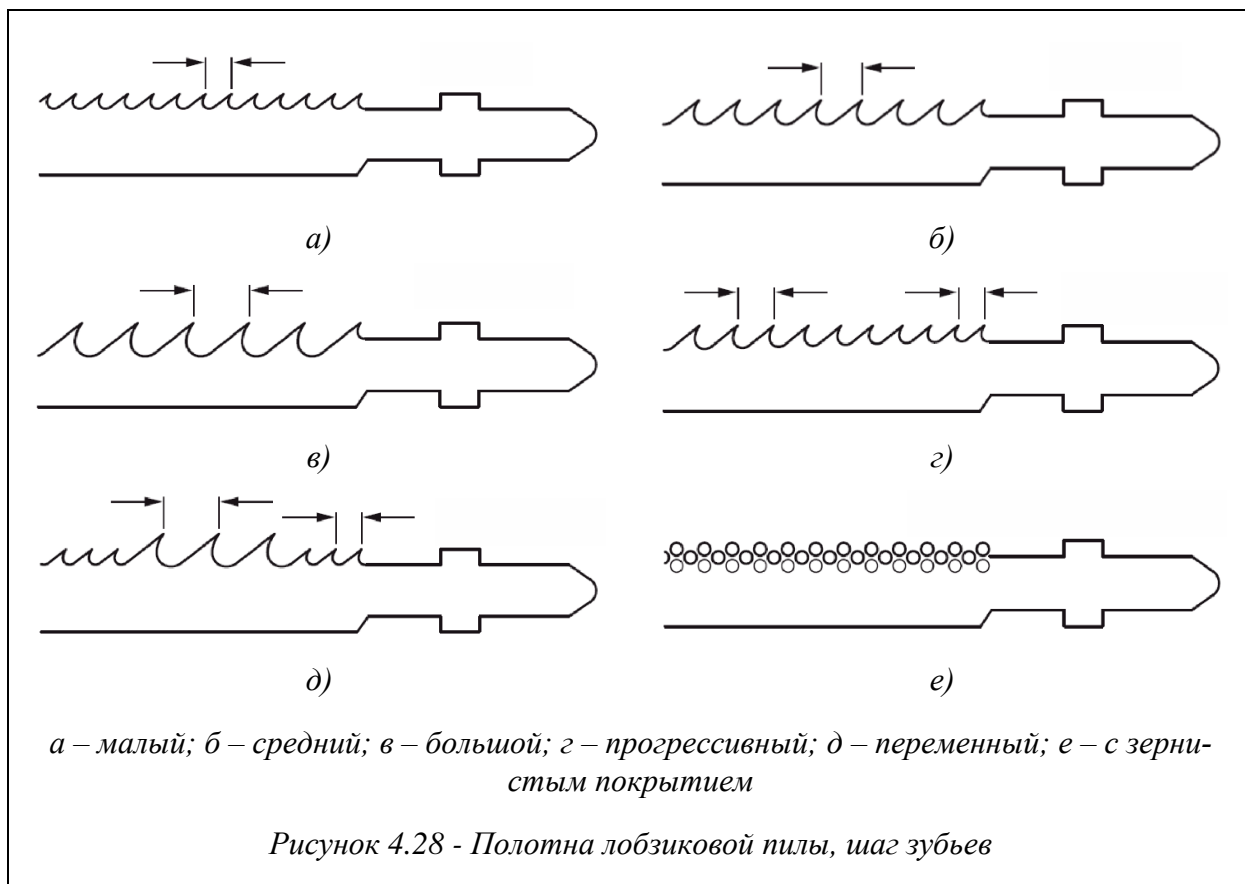 а)
б)
в)
г)
д)
е)
а – малый; б – средний; в – большой; г – прогрессивный; д – переменный; е – с зерни-
стым покрытием
Рисунок 4.28 - Полотна лобзиковой пилы, шаг зубьев